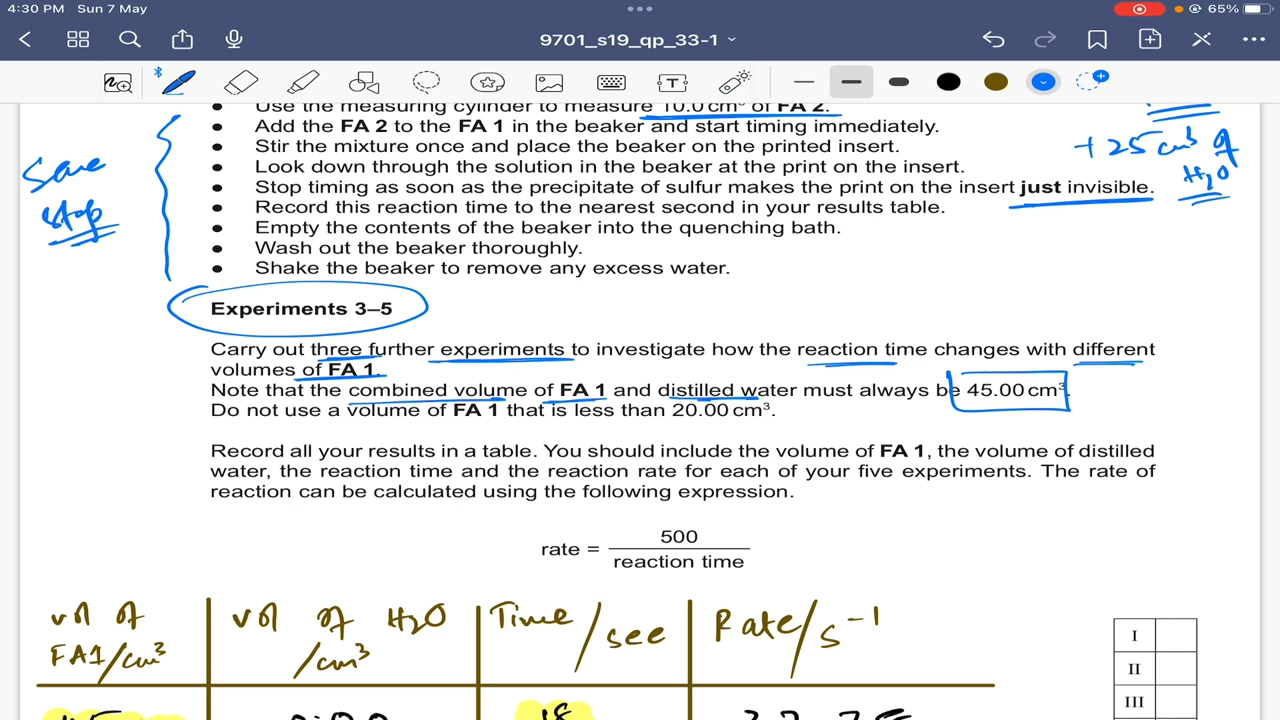 4:30 PM Sun 7 May
65%
9701_s19_qp_33-1
Use the measuring cylinder to measure 10.0 cm³ of FA 2.
• Add the FA 2 to the FA 1 in the beaker and start timing immediately.
• Stir the mixture once and place the beaker on the printed insert.
• Look down through the solution in the beaker at the print on the insert.
• Stop timing as soon as the precipitate of sulfur makes the print on the insert just invisible.
• Record this reaction time to the nearest second in your results table.
• Empty the contents of the beaker into the quenching bath.
• Wash out the beaker thoroughly.
• Shake the beaker to remove any excess water.
+ 25 cm³ of
H₂O
stop
Experiments 3–5
Carry out three further experiments to investigate how the reaction time changes with different
volumes of FA 1.
Note that the combined volume of FA 1 and distilled water must always be 45.00 cm³.
Do not use a volume of FA 1 that is less than 20.00 cm³.
Record all your results in a table. You should include the volume of FA 1, the volume of distilled
water, the reaction time and the reaction rate for each of your five experiments. The rate of
reaction can be calculated using the following expression.
rate = 500
reaction time
vol of
FA1/cm³
vol of H₂O
/cm³
Time/sec
Rate/s⁻¹
I
II
III